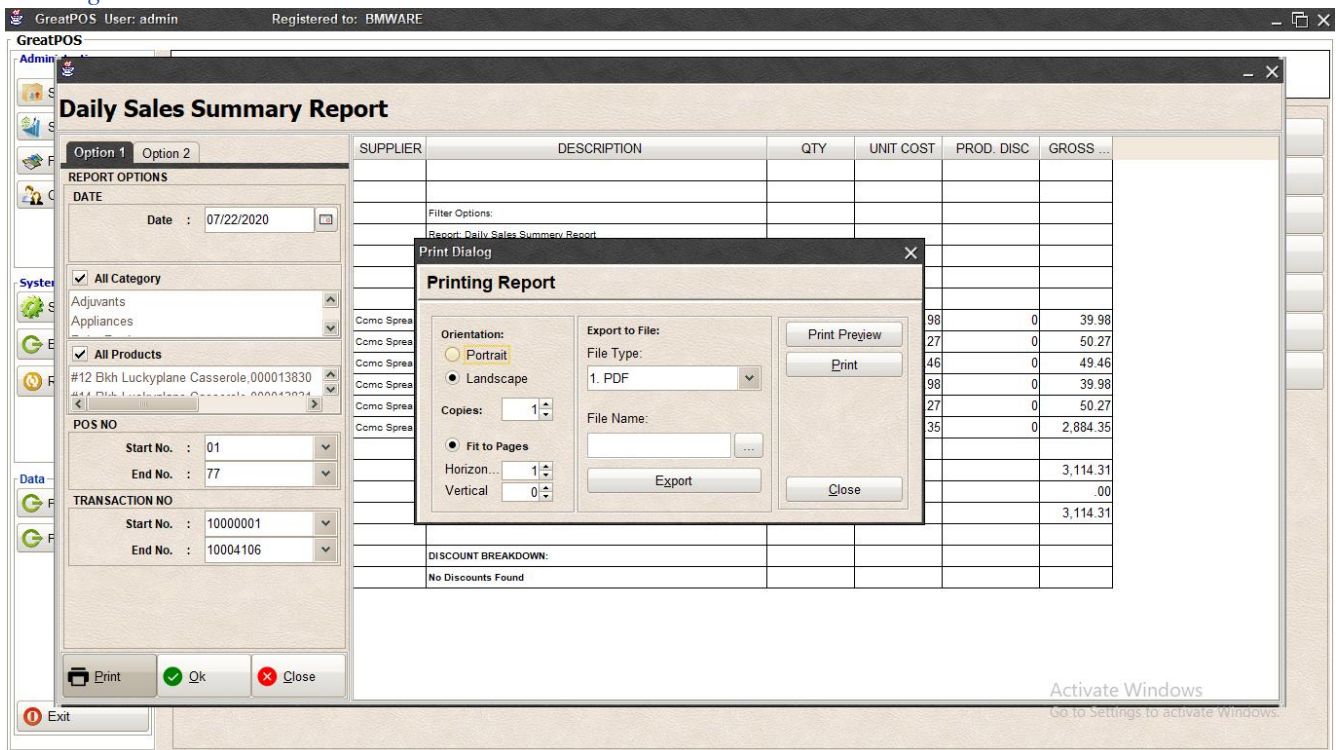 GreatPOS User: admin Registered to: BMWARE
GreatPOS
Admin
Daily Sales Summary Report
Option 1 Option 2
REPORT OPTIONS
DATE
Date : 07/22/2020
All Category
Adjuvants
Appliances
All Products
#12 Bkh Luckyplane Casserole,000013830
POS NO
Start No. : 01
End No. : 77
TRANSACTION NO
Start No. : 10000001
End No. : 10004106
Print Ok Close
System
Data
Exit
SUPPLIER DESCRIPTION QTY UNIT COST PROD. DISC GROSS ...
Filter Options:
Report: Daily Sales Summery Report
Ccmc Sprea 98 0 39.98
Ccmc Sprea 27 0 50.27
Ccmc Sprea 46 0 49.46
Ccmc Sprea 98 0 39.98
Ccmc Sprea 27 0 50.27
Ccmc Sprea 35 0 2,884.35
3,114.31
.00
3,114.31
DISCOUNT BREAKDOWN:
No Discounts Found
Print Dialog
Printing Report
Orientation:
Portrait
Landscape
Copies: 1
Fit to Pages
Horizon... 1
Vertical 0
Export to File:
File Type:
1. PDF
File Name:
...
Export
Print Preview
Print
Close
Activate Windows
Go to Settings to activate Windows.